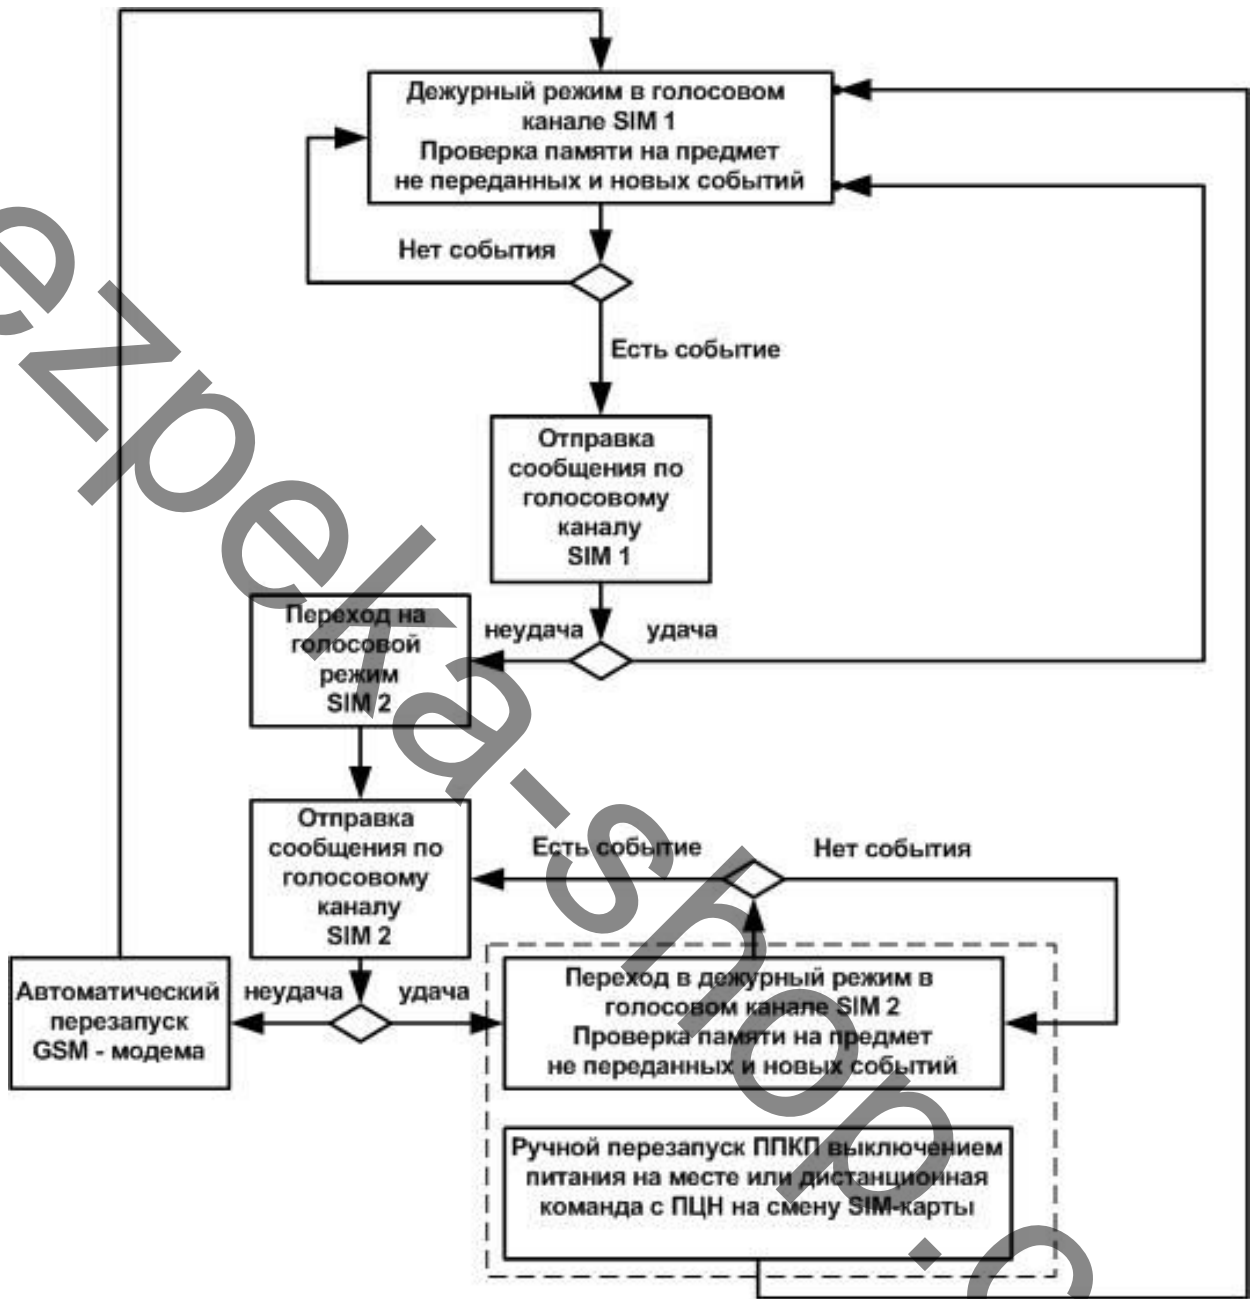 Дежурный режим в голосовом
канале SIM 1
Проверка памяти на предмет
не переданных и новых событий
Нет события
Есть событие
Отправка
сообщения по
голосовому
каналу
SIM 1
неудача
удача
Переход на
голосовой
режим
SIM 2
Отправка
сообщения по
голосовому
каналу
SIM 2
Есть событие
Нет события
неудача
удача
Автоматический
перезапуск
GSM - модема
Переход в дежурный режим в
голосовом канале SIM 2
Проверка памяти на предмет
не переданных и новых событий
Ручной перезапуск ППКП выключением
питания на месте или дистанционная
команда с ПЦН на смену SIM-карты
ezpeka-shop.c